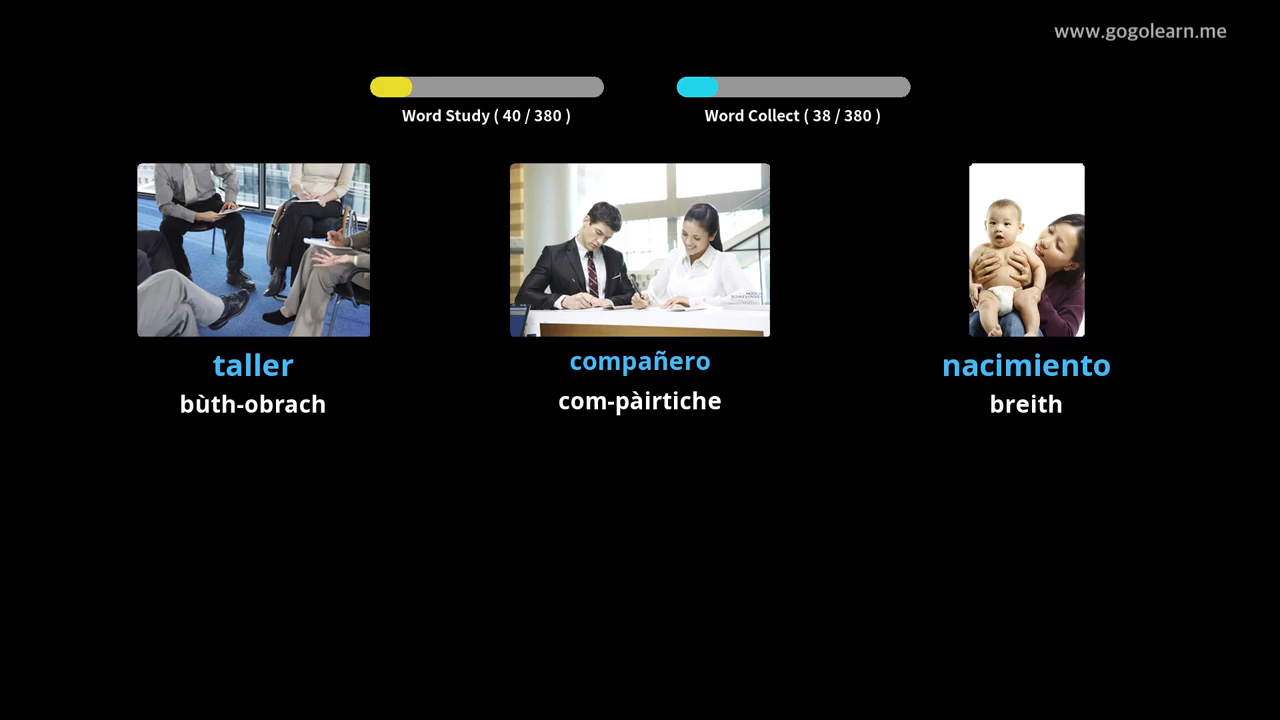 www.gogolearn.me
Word Study ( 40 / 380 )
Word Collect ( 38 / 380 )
taller
bùth-obrach
compañero
com-pàirtiche
nacimiento
breith